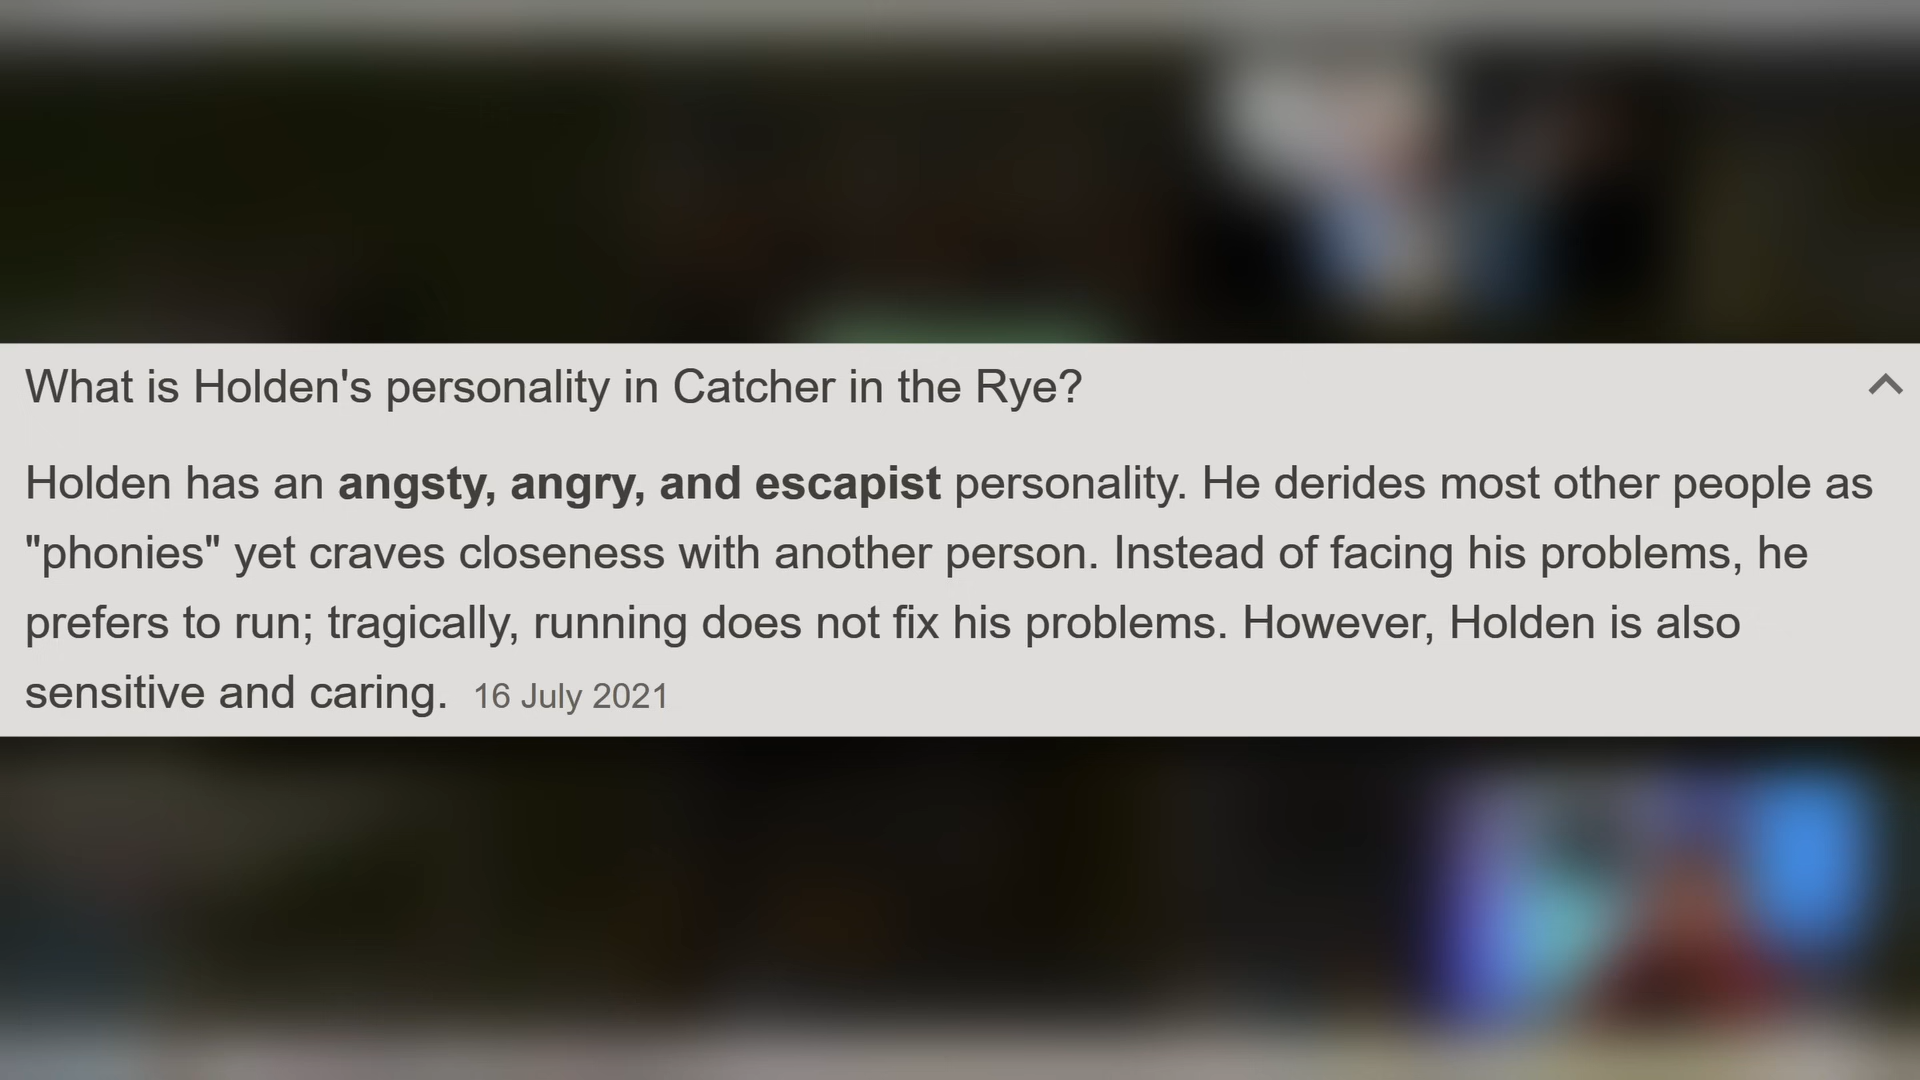 What is Holden's personality in Catcher in the Rye?
Holden has an angsty, angry, and escapist personality. He derides most other people as
"phonies" yet craves closeness with another person. Instead of facing his problems, he
prefers to run; tragically, running does not fix his problems. However, Holden is also
sensitive and caring. 16 July 2021